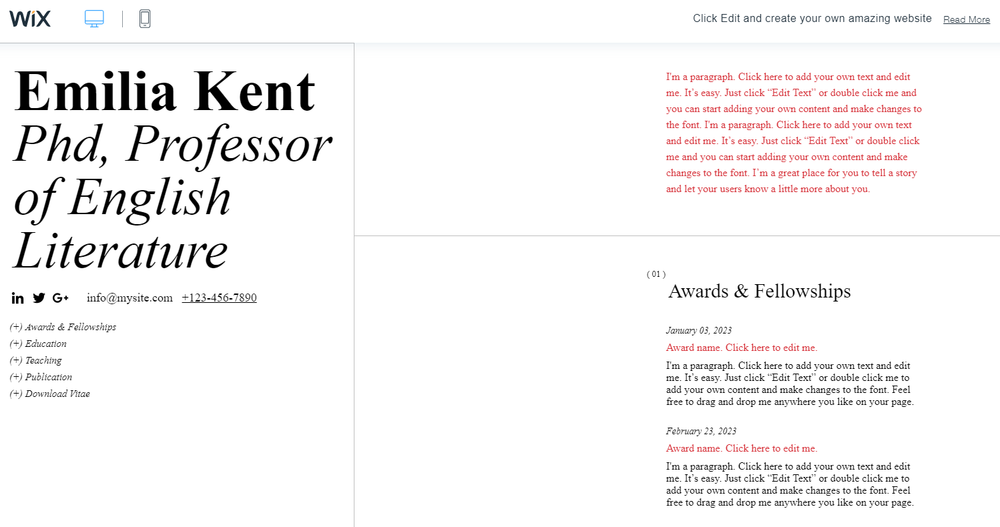 WiX
Click Edit and create your own amazing website Read More
Emilia Kent
Phd, Professor
of English
Literature
in G+ info@mysite.com +123-456-7890
(+) Awards & Fellowships
(+) Education
(+) Teaching
(+) Publication
(+) Download Vitae
I'm a paragraph. Click here to add your own text and edit
me. It’s easy. Just click “Edit Text” or double click me and
you can start adding your own content and make changes to
the font. I'm a paragraph. Click here to add your own text
and edit me. It’s easy. Just click “Edit Text” or double click
me and you can start adding your own content and make
changes to the font. I’m a great place for you to tell a story
and let your users know a little more about you.
( 01 )
Awards & Fellowships
January 03, 2023
Award name. Click here to edit me.
I'm a paragraph. Click here to add your own text and edit
me. It’s easy. Just click “Edit Text” or double click me to
add your own content and make changes to the font. Feel
free to drag and drop me anywhere you like on your page.
February 23, 2023
Award name. Click here to edit me.
I'm a paragraph. Click here to add your own text and edit
me. It’s easy. Just click “Edit Text” or double click me to
add your own content and make changes to the font. Feel
free to drag and drop me anywhere you like on your page.